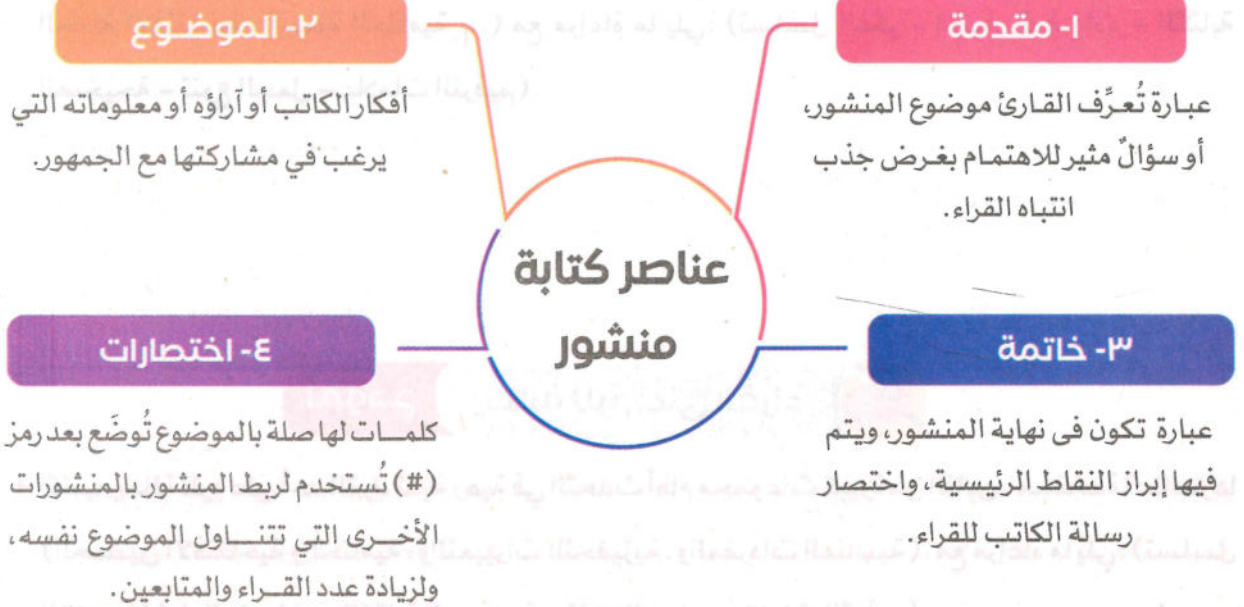 ١- مقدمة
عبارة تُعرِّف القارئ موضوع المنشور،
أو سؤالٌ مثير للاهتمام بغرض جذب
انتباه القراء.
٢- الموضوع
أفكار الكاتب أو آراؤه أو معلوماته التي
يرغب في مشاركتها مع الجمهور.
عناصر كتابة
منشور
٣- خاتمة
عبارة تكون فى نهاية المنشور، ويتم
فيها إبراز النقاط الرئيسية، واختصار
رسالة الكاتب للقراء.
٤- اختصارات
كلمات لها صلة بالموضوع تُوضَع بعد رمز
(#) تُستخدم لربط المنشور بالمنشورات
الأخرى التي تتناول الموضوع نفسه،
ولزيادة عدد القراء والمتابعين.